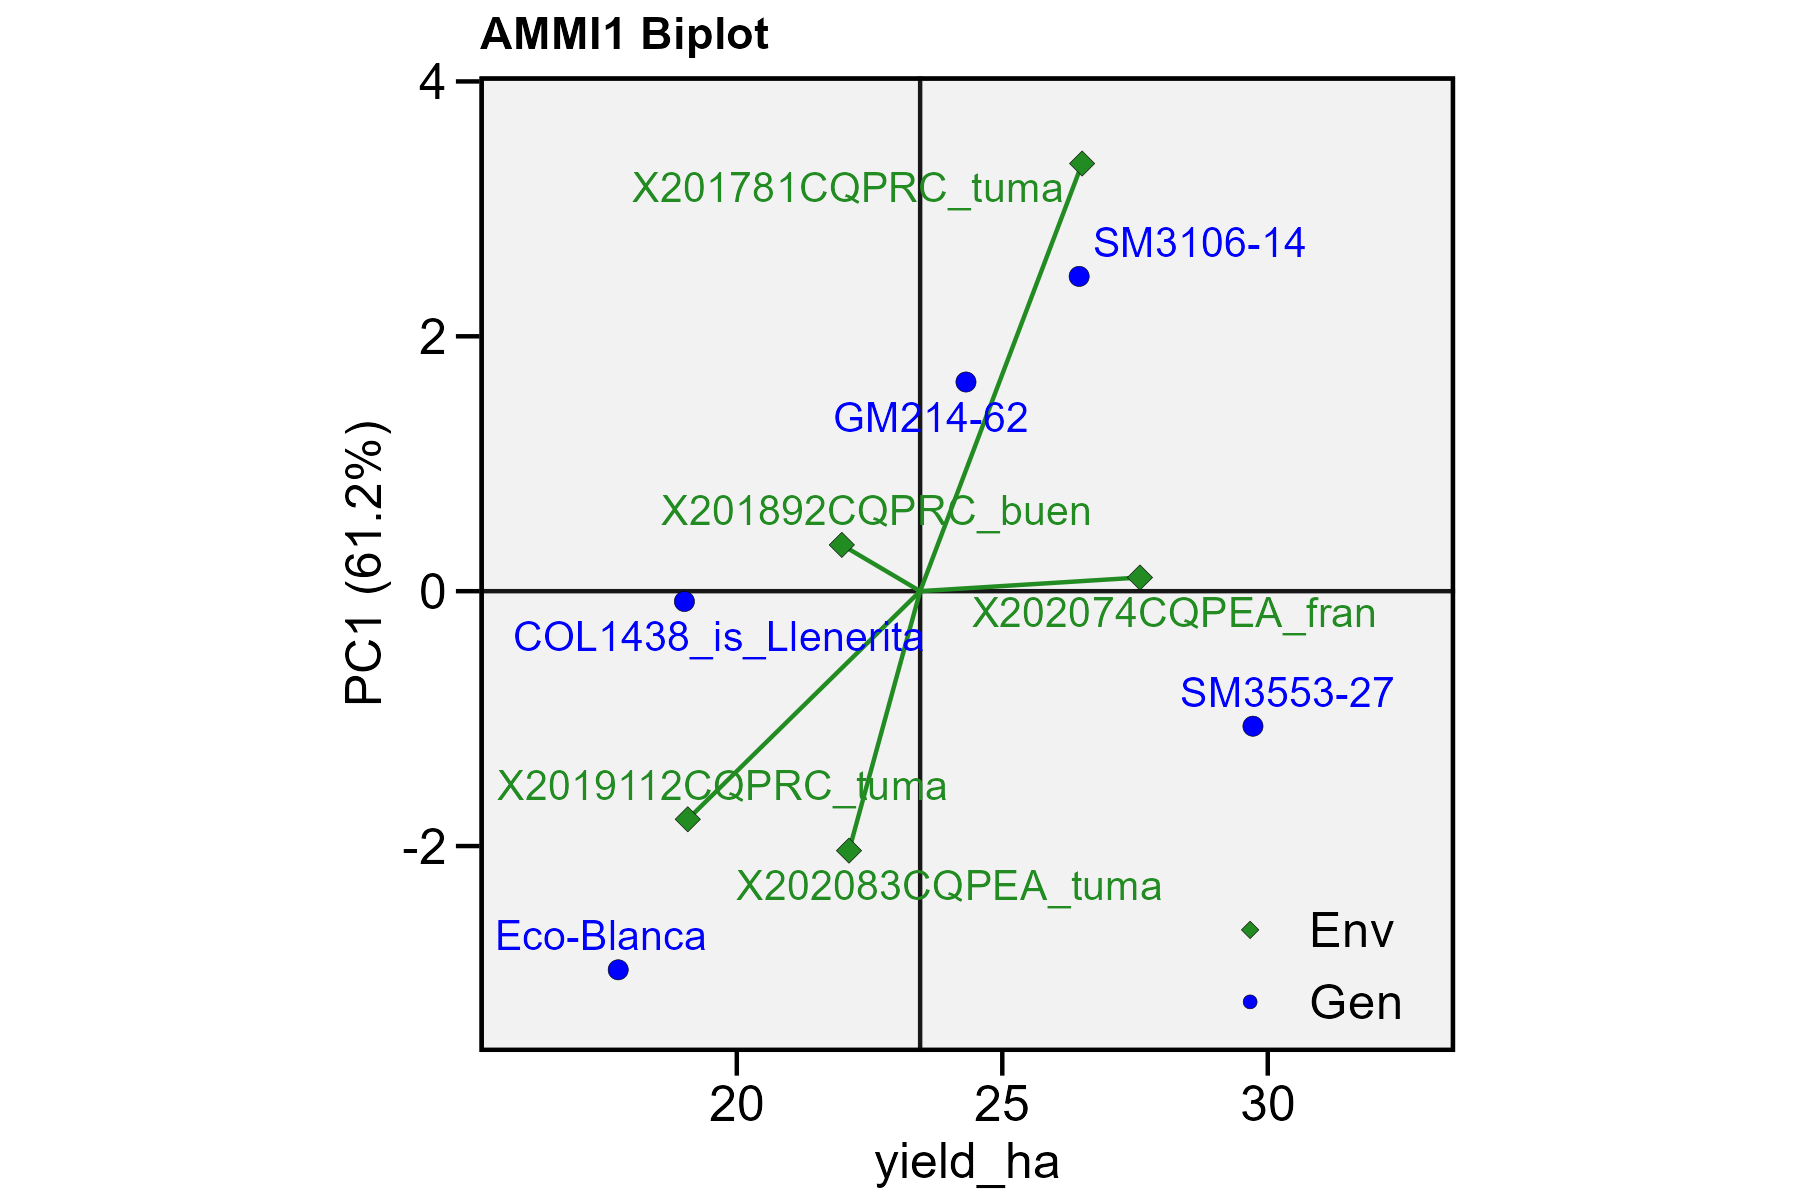 AMMI1 Biplot
4
X201781CQPRC_tuma
SM3106-14
2
GM214-62
X201892CQPRC_buen
PC1 (61.2%)
0
X202074CQPEA_fran
COL1438_is_Llenerita
SM3553-27
X2019112CQPRC_tuma
-2
X202083CQPEA_tuma
Eco-Blanca
Env
Gen
20 25 30
yield_ha